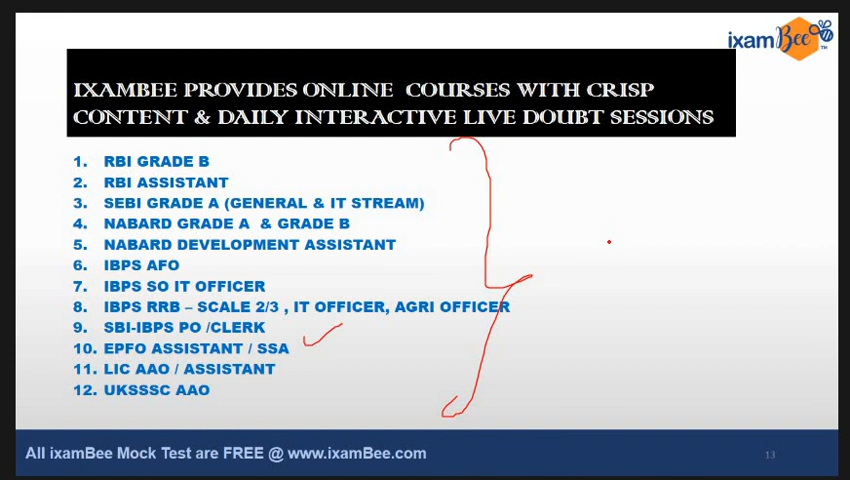 ixamBee TM
IXAMBEE PROVIDES ONLINE COURSES WITH CRISP
CONTENT & DAILY INTERACTIVE LIVE DOUBT SESSIONS
1. RBI GRADE B
2. RBI ASSISTANT
3. SEBI GRADE A (GENERAL & IT STREAM)
4. NABARD GRADE A & GRADE B
5. NABARD DEVELOPMENT ASSISTANT
6. IBPS AFO
7. IBPS SO IT OFFICER
8. IBPS RRB – SCALE 2/3 , IT OFFICER, AGRI OFFICER
9. SBI-IBPS PO /CLERK
10. EPFO ASSISTANT / SSA
11. LIC AAO / ASSISTANT
12. UKSSSC AAO
All ixamBee Mock Test are FREE @ www.ixamBee.com
13